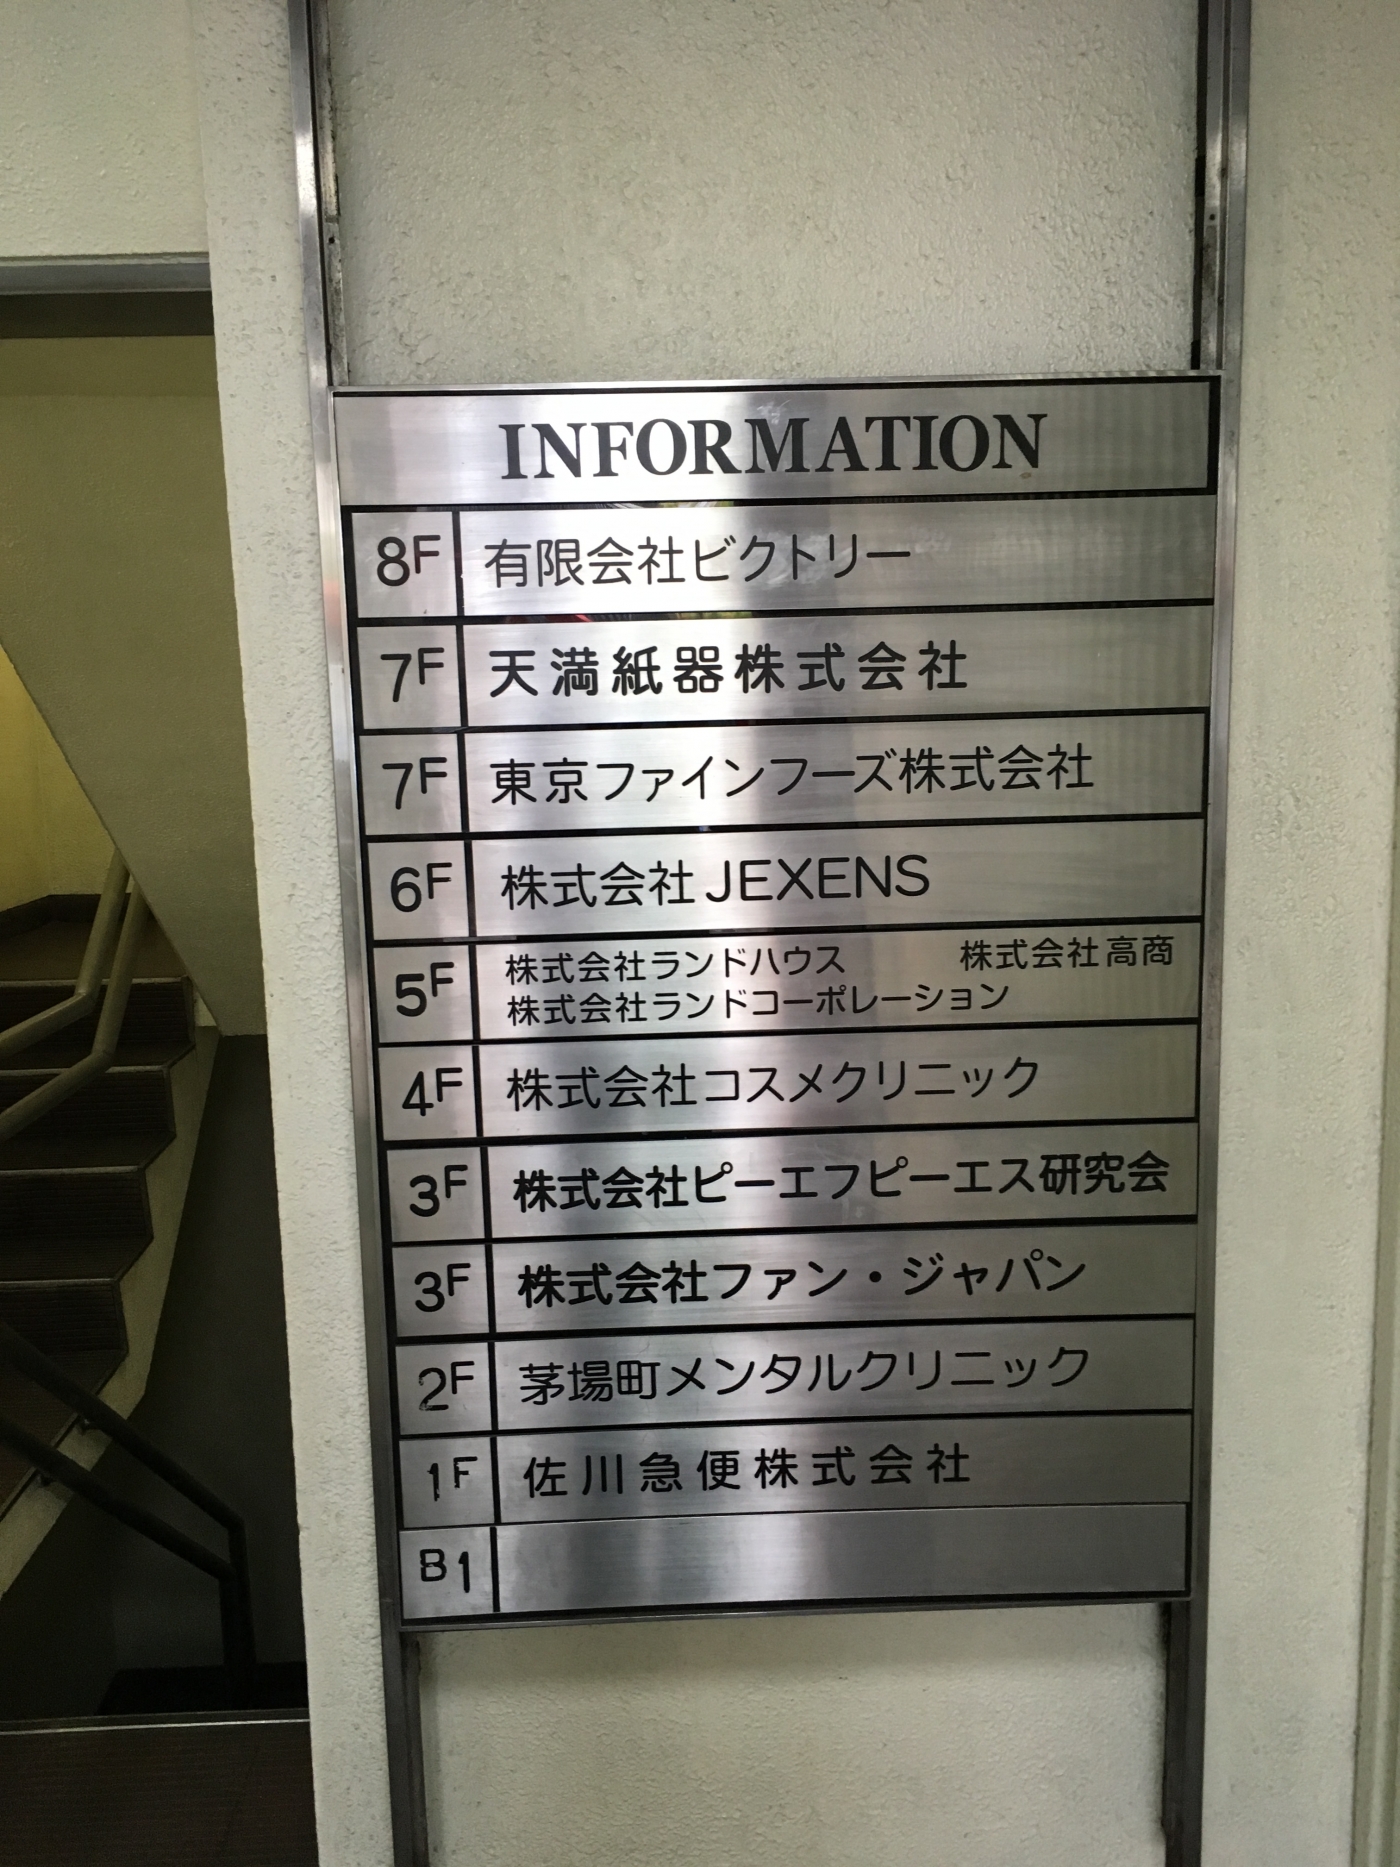 INFORMATION
8F 有限会社ビクトリー
7F 天満紙器株式会社
7F 東京ファインフーズ株式会社
6F 株式会社JEXENS
5F 株式会社ランドハウス 株式会社高商
株式会社ランドコーポレーション
4F 株式会社コスメクリニック
3F 株式会社ピーエフピーエス研究会
3F 株式会社ファン・ジャパン
2F 茅場町メンタルクリニック
1F 佐川急便株式会社
B1